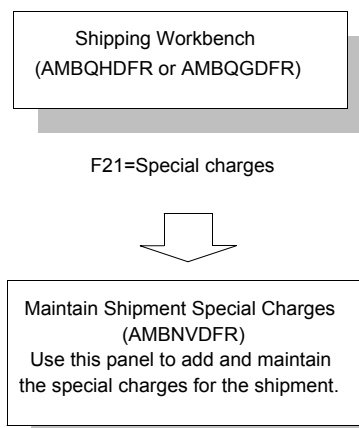 Shipping Workbench
(AMBQHDFR or AMBQGDFR)
F21=Special charges
Maintain Shipment Special Charges
(AMBNVDFR)
Use this panel to add and maintain
the special charges for the shipment.